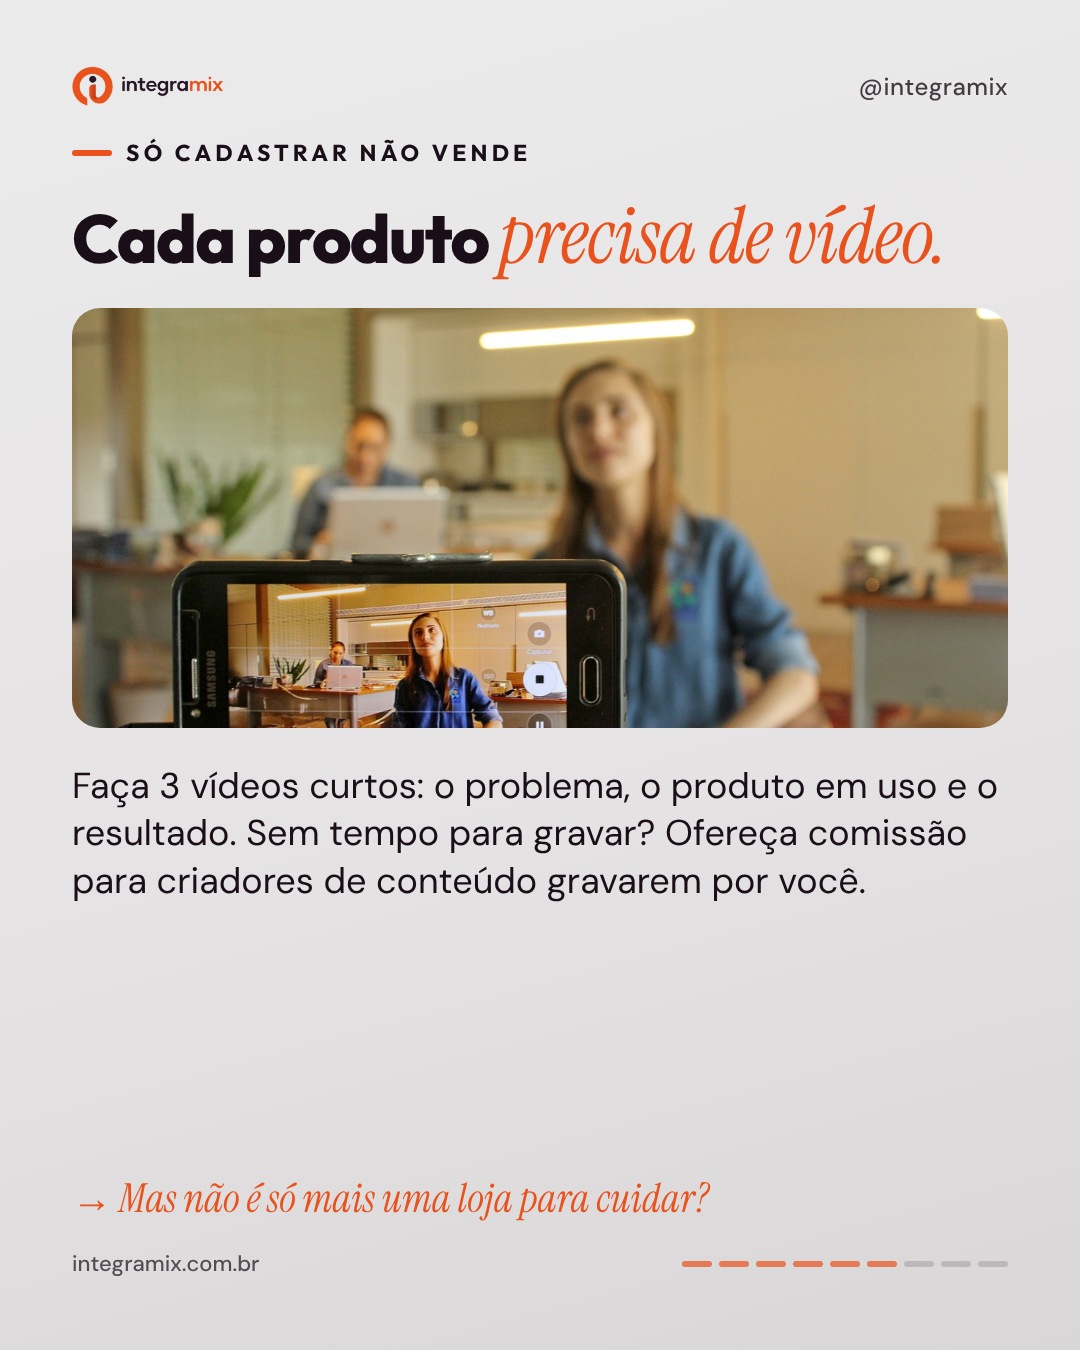 integramix
@integramix
SÓ CADASTRAR NÃO VENDE
Cada produto precisa de vídeo.
SAMSUNG
Faça 3 vídeos curtos: o problema, o produto em uso e o
resultado. Sem tempo para gravar? Ofereça comissão
para criadores de conteúdo gravarem por você.
→ Mas não é só mais uma loja para cuidar?
integramix.com.br